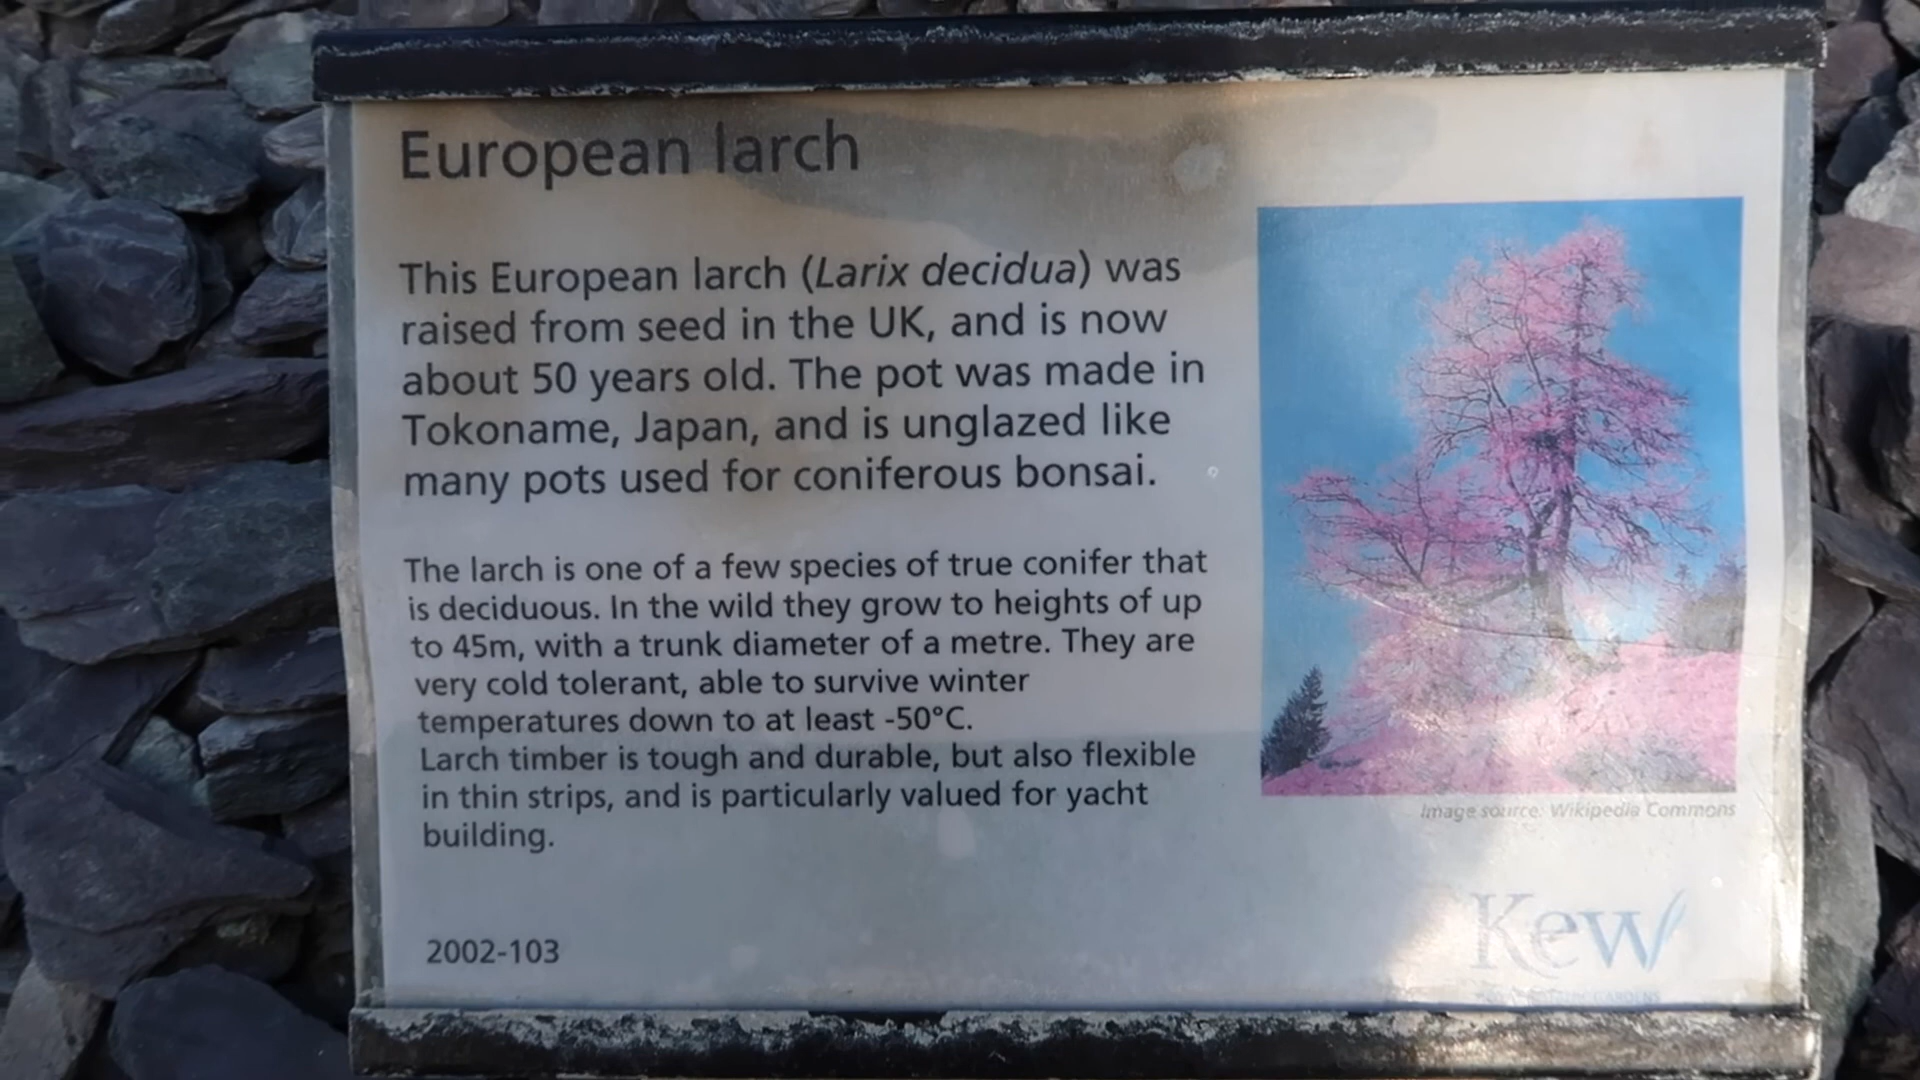 European larch
This European larch (Larix decidua) was
raised from seed in the UK, and is now
about 50 years old. The pot was made in
Tokoname, Japan, and is unglazed like
many pots used for coniferous bonsai.
The larch is one of a few species of true conifer that
is deciduous. In the wild they grow to heights of up
to 45m, with a trunk diameter of a metre. They are
very cold tolerant, able to survive winter
temperatures down to at least -50°C.
Larch timber is tough and durable, but also flexible
in thin strips, and is particularly valued for yacht
building.
Image source: Wikipedia Commons
2002-103
Kew
GARDENS